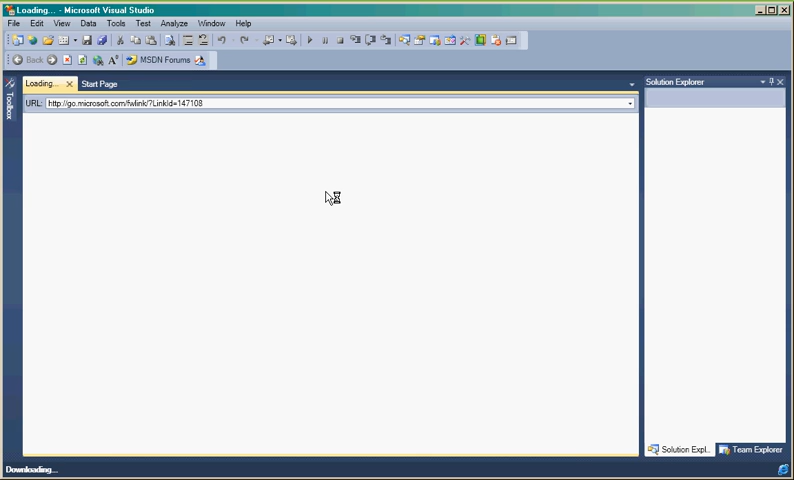 Loading... - Microsoft Visual Studio
File Edit View Data Tools Test Analyze Window Help
Back A MSDN Forums
Loading... Start Page Solution Explorer
Toolbox
URL: http://go.microsoft.com/fwlink/?LinkId=147108
Solution Expl... Team Explorer
Downloading...